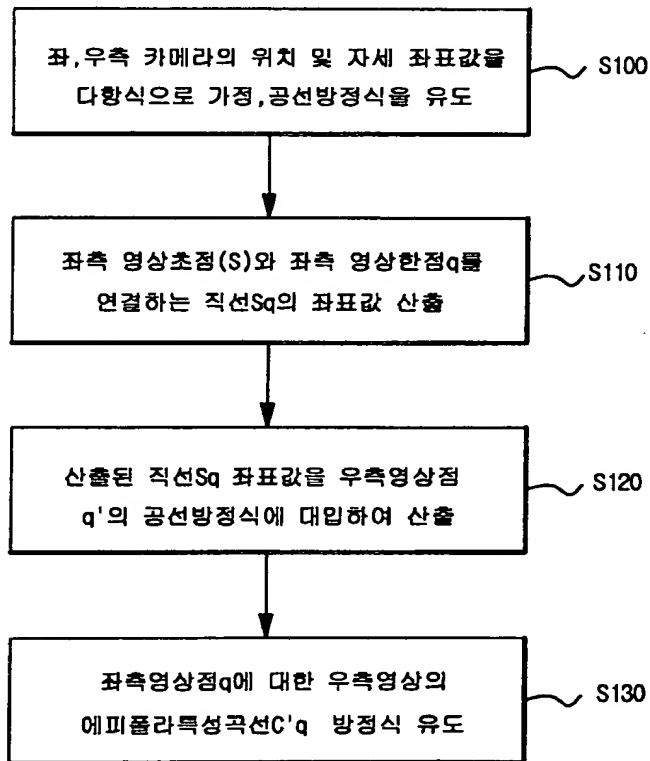 좌,우측 카메라의 위치 및 자세 좌표값을
다항식으로 가정,공선방정식을 유도
S100
좌측 영상초점(S)와 좌측 영상한점q를
연결하는 직선Sq의 좌표값 산출
S110
산출된 직선Sq 좌표값을 우측영상점
q'의 공선방정식에 대입하여 산출
S120
좌측영상점q에 대한 우측영상의
에피폴라특성곡선C'q 방정식 유도
S130